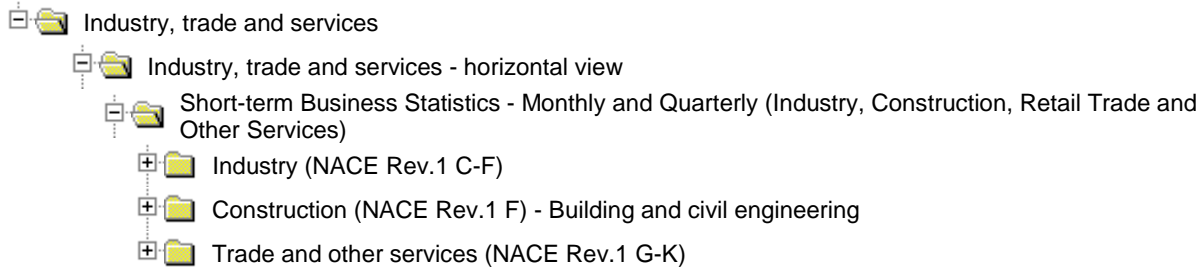 Industry, trade and services
Industry, trade and services - horizontal view
Short-term Business Statistics - Monthly and Quarterly (Industry, Construction, Retail Trade and
Other Services)
Industry (NACE Rev.1 C-F)
Construction (NACE Rev.1 F) - Building and civil engineering
Trade and other services (NACE Rev.1 G-K)